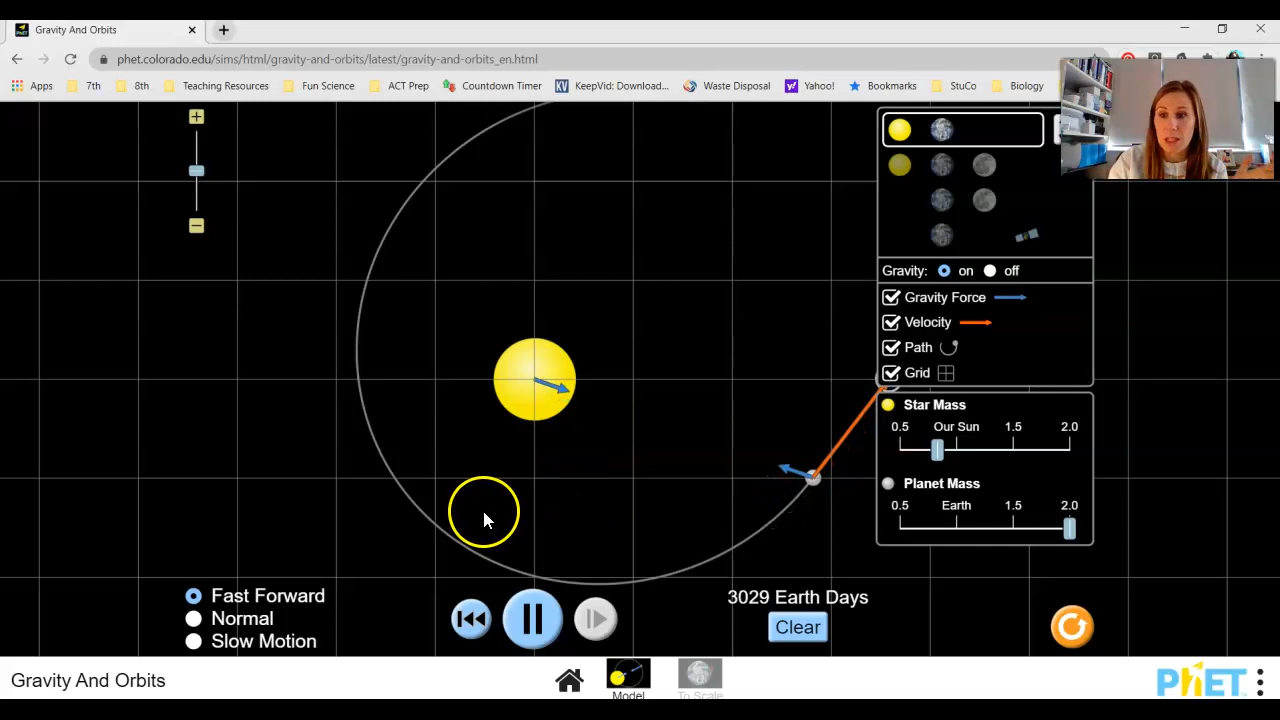 Gravity And Orbits
phet.colorado.edu/sims/html/gravity-and-orbits/latest/gravity-and-orbits_en.html
Apps 7th 8th Teaching Resources Fun Science ACT Prep Countdown Timer KeepVid: Download... Waste Disposal Yahoo! Bookmarks StuCo Biology
Gravity: on off
Gravity Force
Velocity
Path
Grid
Star Mass
0.5 Our Sun 1.5 2.0
Planet Mass
0.5 Earth 1.5 2.0
Fast Forward
Normal
Slow Motion
3029 Earth Days
Clear
Gravity And Orbits
Model
To Scale
PhET